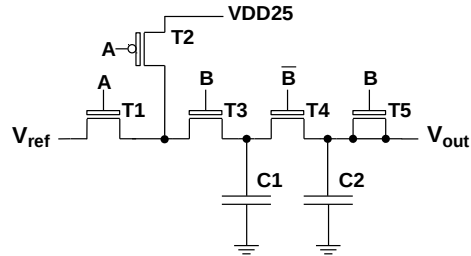 VDD25
A T2
A B B̅ B
T1 T3 T4 T5
Vref Vout
C1 C2